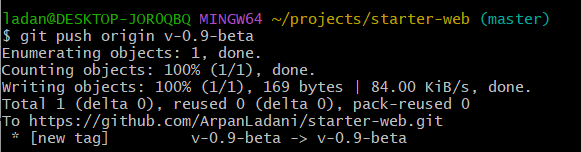 ladan@DESKTOP-JOROQBQ MINGW64 ~/projects/starter-web (master)
$ git push origin v-0.9-beta
Enumerating objects: 1, done.
Counting objects: 100% (1/1), done.
Writing objects: 100% (1/1), 169 bytes | 84.00 KiB/s, done.
Total 1 (delta 0), reused 0 (delta 0), pack-reused 0
To https://github.com/ArpanLadani/starter-web.git
 * [new tag]         v-0.9-beta -> v-0.9-beta